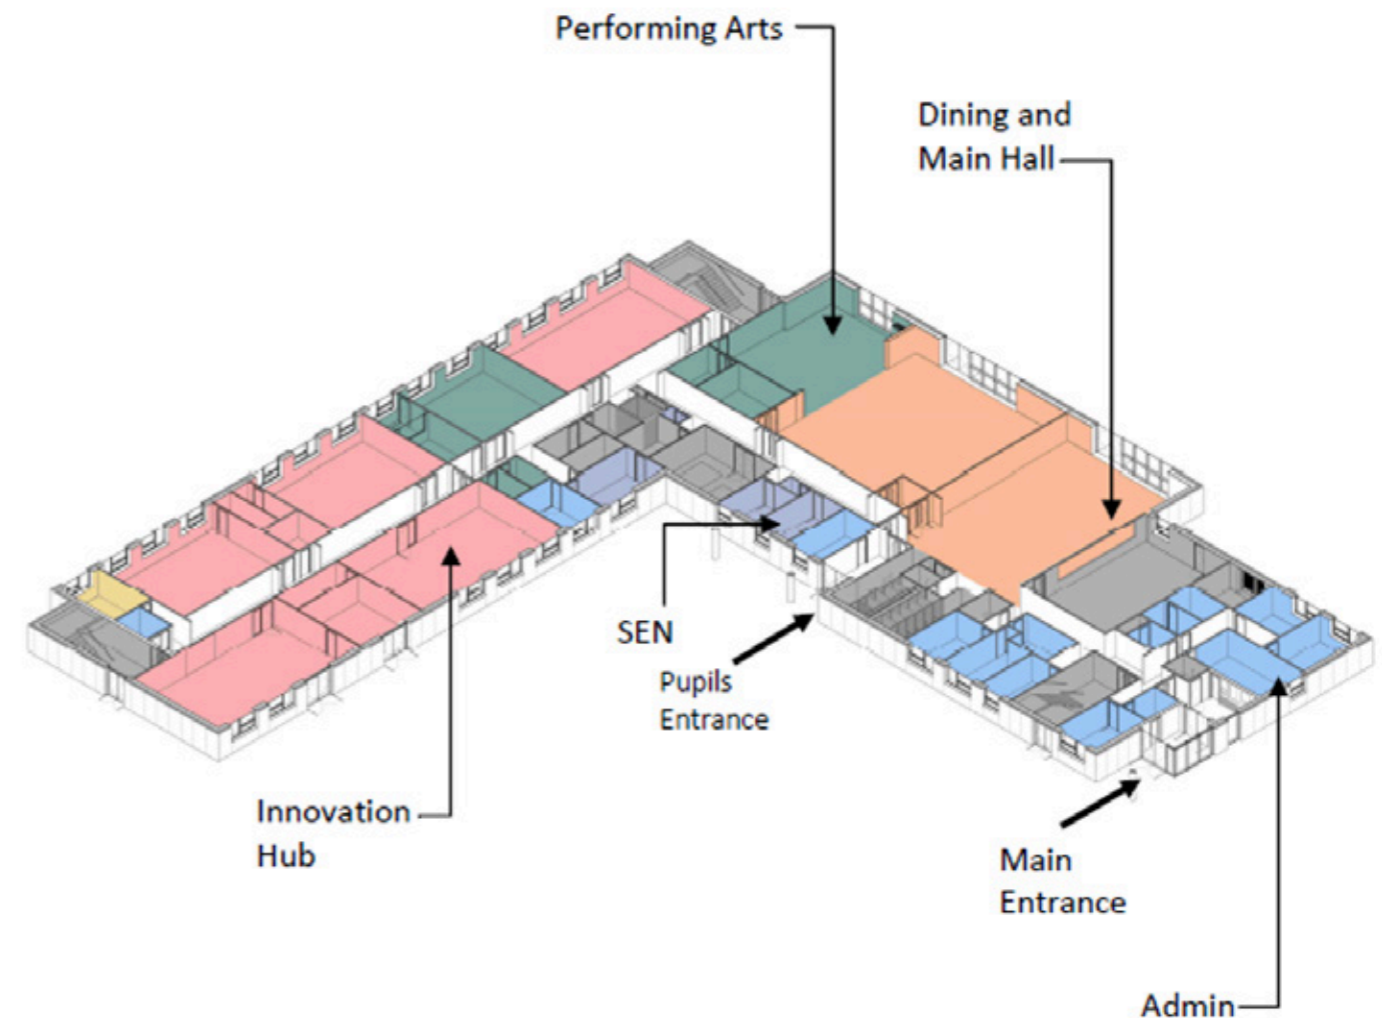 Performing Arts
Dining and
Main Hall
SEN
Pupils
Entrance
Innovation
Hub
Main
Entrance
Admin